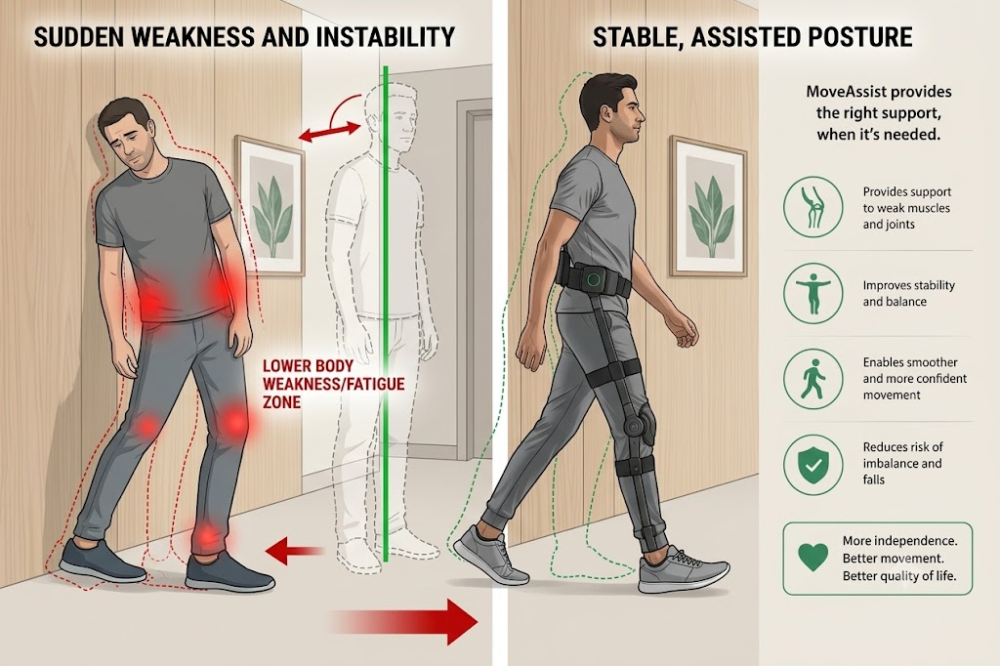 SUDDEN WEAKNESS AND INSTABILITY
LOWER BODY
WEAKNESS/FATIGUE
ZONE
STABLE, ASSISTED POSTURE
MoveAssist provides
the right support,
when it's needed.
Provides support
to weak muscles
and joints
Improves stability
and balance
Enables smoother
and more confident
movement
Reduces risk of
imbalance and
falls
More independence.
Better movement.
Better quality of life.